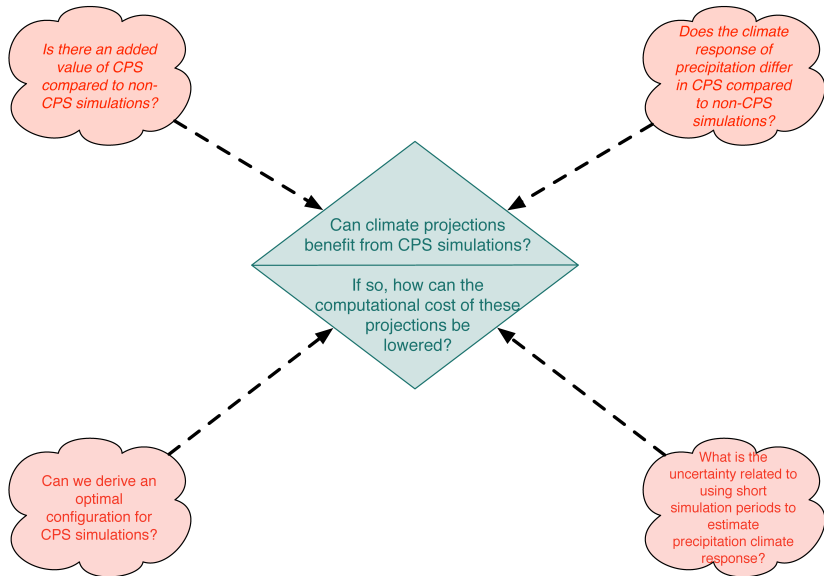 Is there an added
value of CPS
compared to non-
CPS simulations?
Does the climate
response of
precipitation differ
in CPS compared
to non-CPS
simulations?
Can climate projections
benefit from CPS simulations?
If so, how can the
computational cost of these
projections be
lowered?
Can we derive an
optimal
configuration for
CPS simulations?
What is the
uncertainty related to
using short
simulation periods to
estimate
precipitation climate
response?